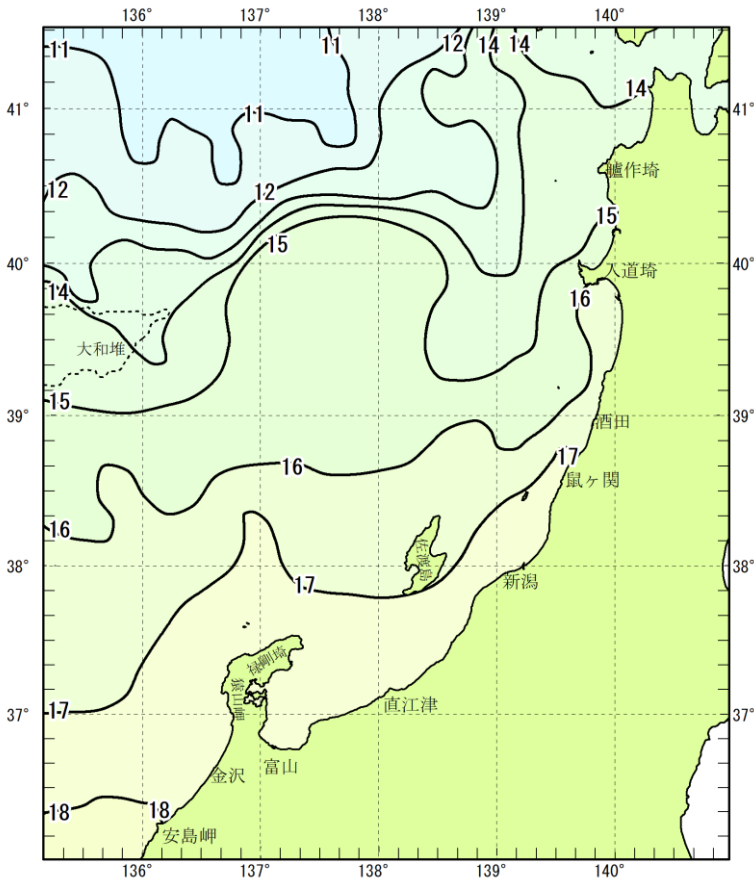 136° 137° 138° 139° 140°
11 11 12 14 14
41° 14 41°
11
12 12
艫作埼
15
15
40° 入道埼 40°
14 16
大和堆
15
39° 39°
酒田
16 17
鼠ヶ関
16
佐渡島
38° 新潟 38°
17
禄剛埼
猿山岬
17 37° 直江津 37°
富山
金沢
18 18
安島岬
136° 137° 138° 139° 140°